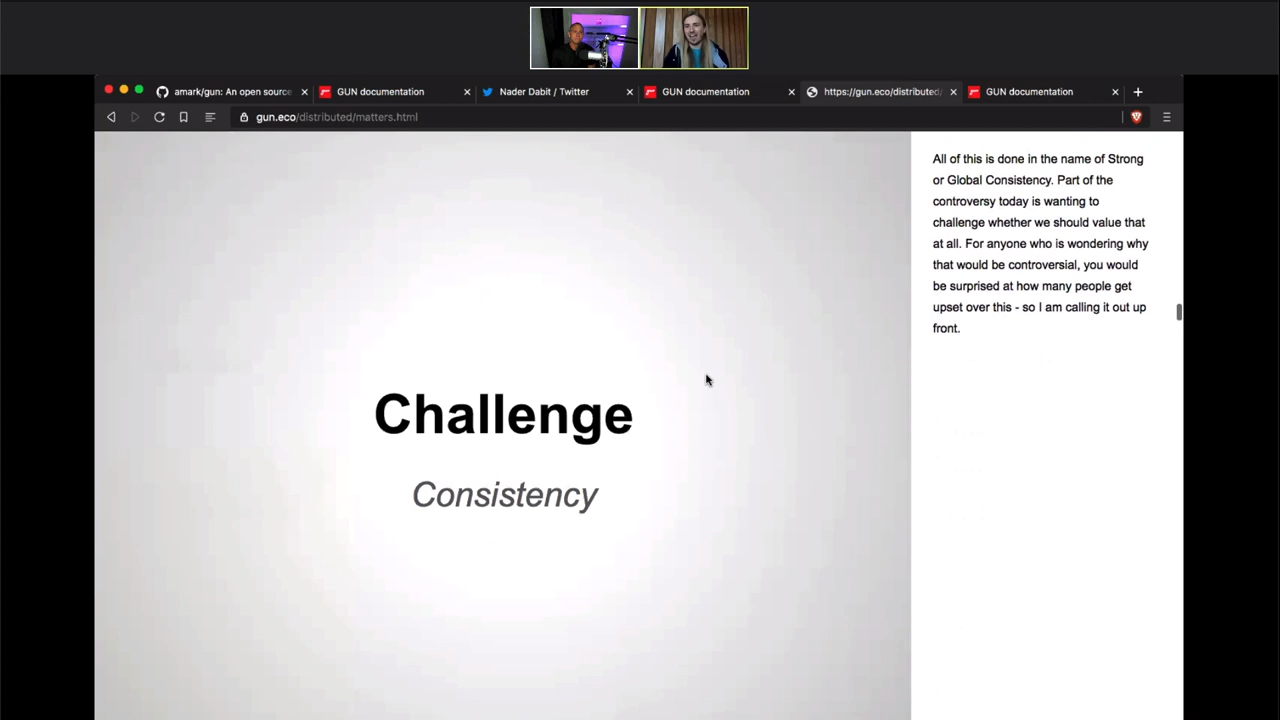 amark/gun: An open source
GUN documentation
Nader Dabit / Twitter
GUN documentation
https://gun.eco/distributed/
GUN documentation
gun.eco/distributed/matters.html
Challenge
Consistency
All of this is done in the name of Strong
or Global Consistency. Part of the
controversy today is wanting to
challenge whether we should value that
at all. For anyone who is wondering why
that would be controversial, you would
be surprised at how many people get
upset over this - so I am calling it out up
front.